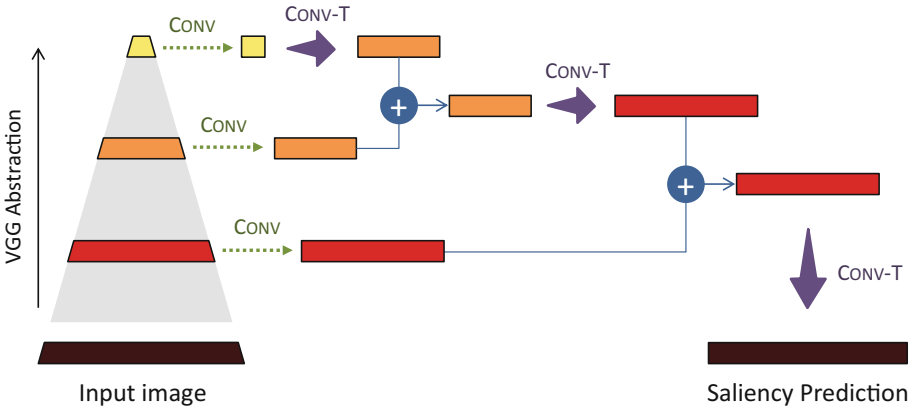 CONV
CONV-T
CONV-T
CONV
VGG Abstraction
+
+
CONV
CONV-T
Input image
Saliency Prediction